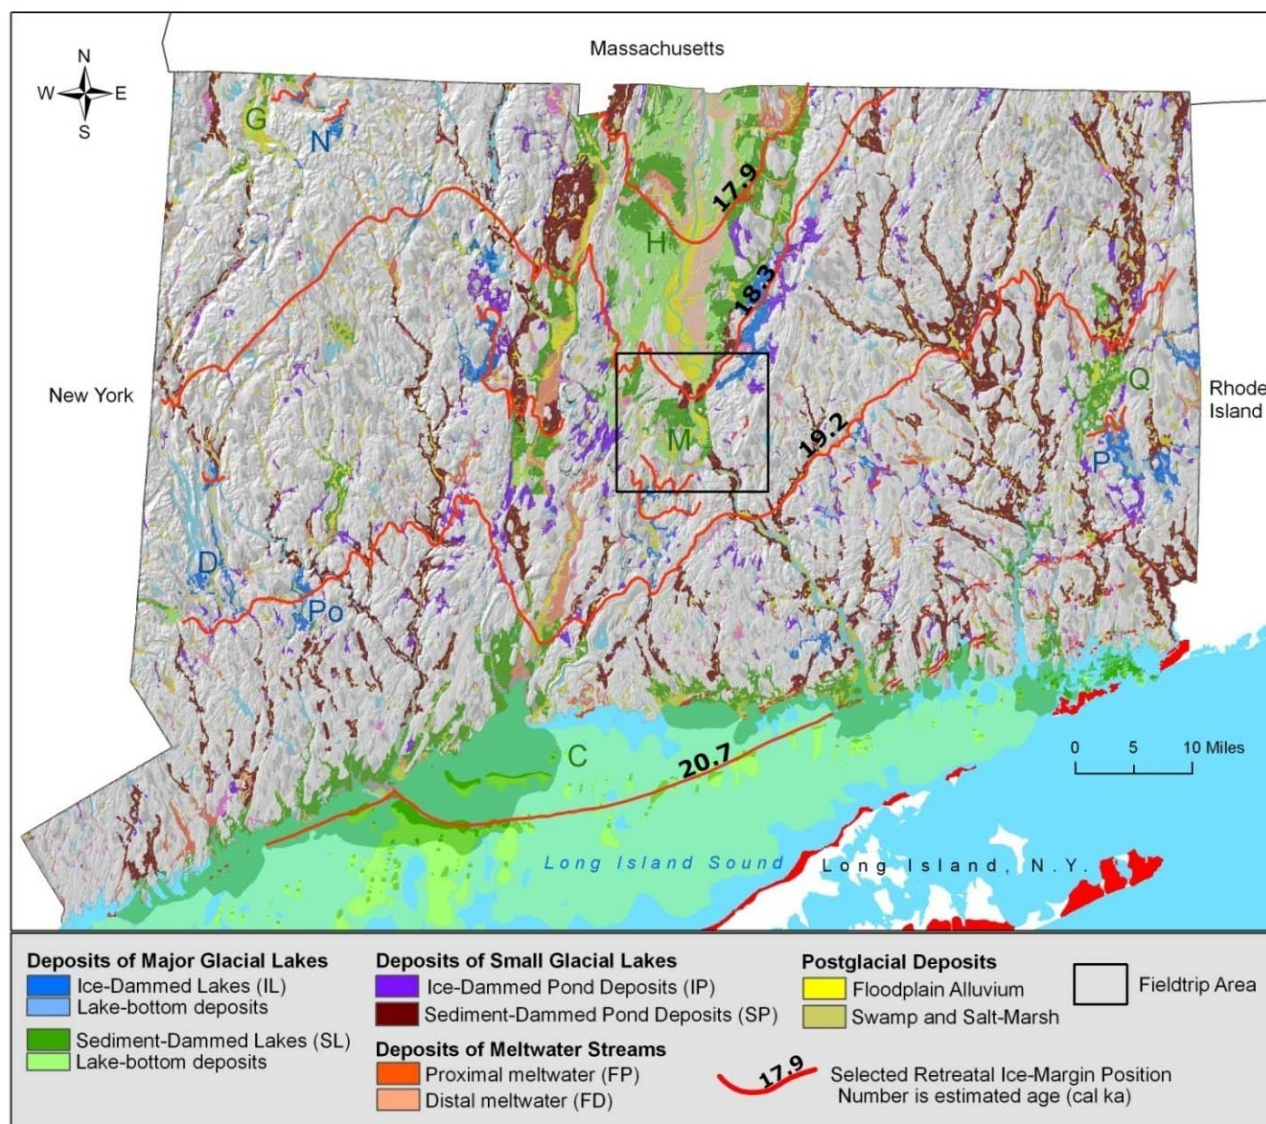 Massachusetts
N
W E
S
G
N
17.9
H
18.3
New York
Rhode
Island
Q
M
19.2
P
D
Po
C
20.7
0 5 10 Miles
Long Island Sound
Long Island, N.Y.
Deposits of Major Glacial Lakes
Ice-Dammed Lakes (IL)
Lake-bottom deposits
Sediment-Dammed Lakes (SL)
Lake-bottom deposits
Deposits of Small Glacial Lakes
Ice-Dammed Pond Deposits (IP)
Sediment-Dammed Pond Deposits (SP)
Deposits of Meltwater Streams
Proximal meltwater (FP)
Distal meltwater (FD)
Postglacial Deposits
Floodplain Alluvium
Swamp and Salt-Marsh
Fieldtrip Area
17.9
Selected Retreatal Ice-Margin Position
Number is estimated age (cal ka)